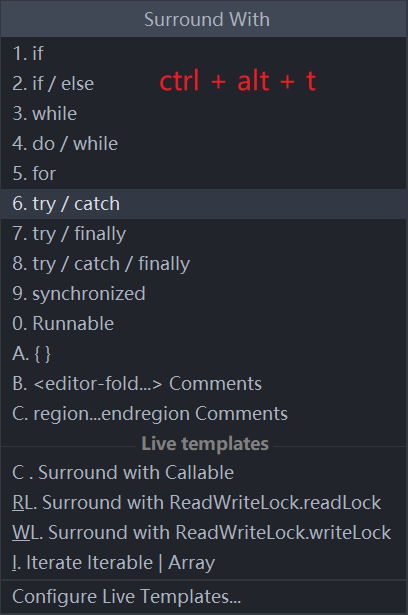 Surround With
1. if
2. if / else
ctrl + alt + t
3. while
4. do / while
5. for
6. try / catch
7. try / finally
8. try / catch / finally
9. synchronized
0. Runnable
A. { }
B. <editor-fold...> Comments
C. region...endregion Comments
Live templates
C . Surround with Callable
RL. Surround with ReadWriteLock.readLock
WL. Surround with ReadWriteLock.writeLock
I. Iterate Iterable | Array
Configure Live Templates...